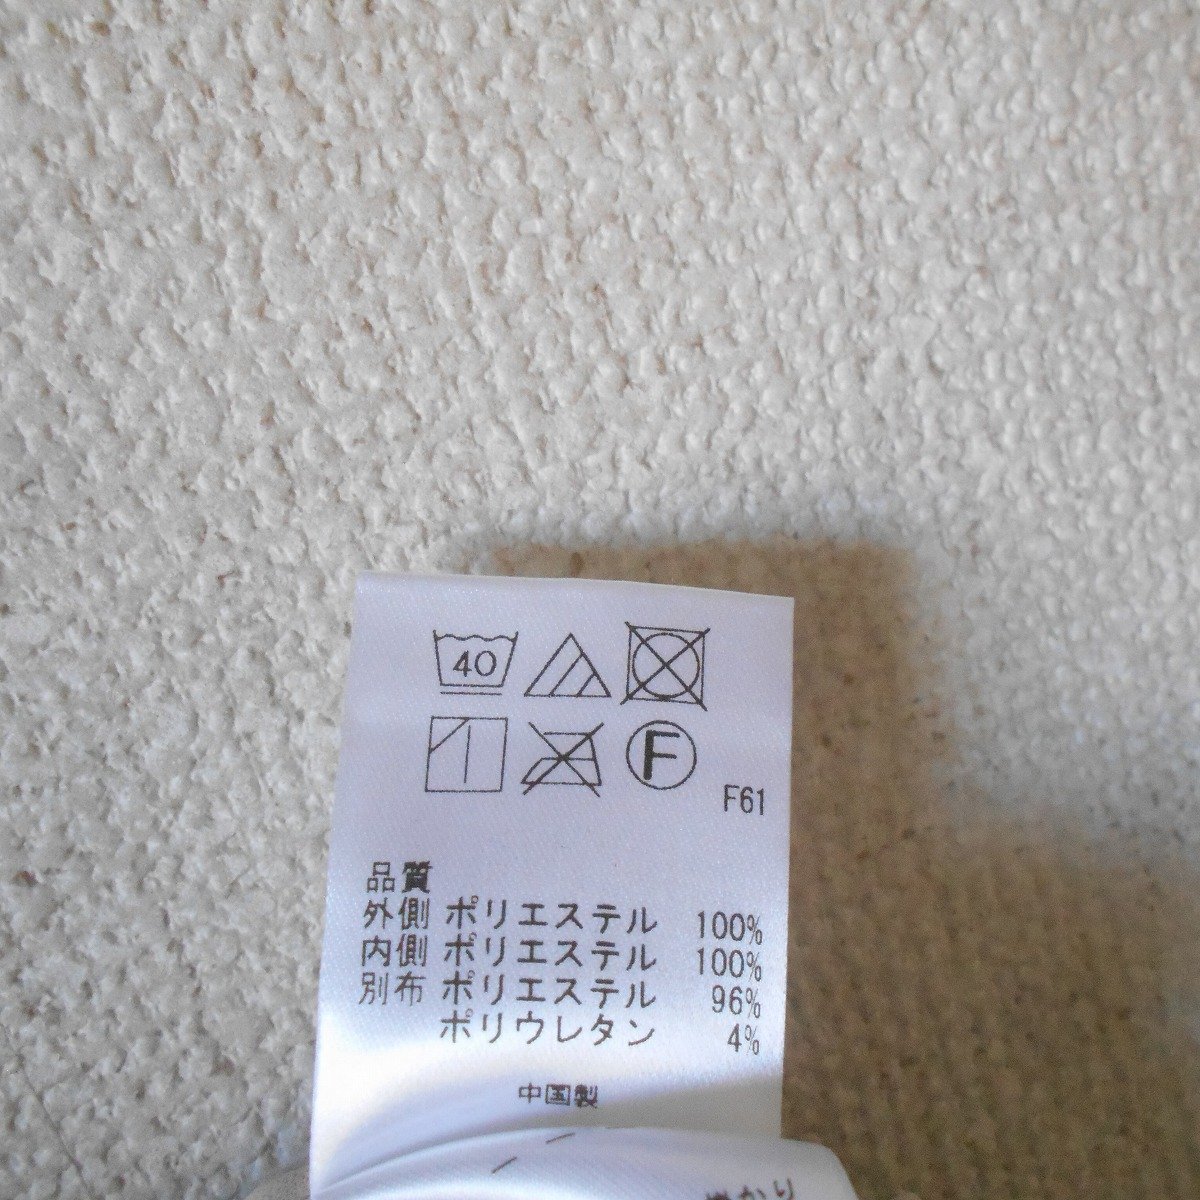 40
F
F61
品質
外側 ポリエステル 100%
内側 ポリエステル 100%
別布 ポリエステル 96%
ポリウレタン 4%
中国製